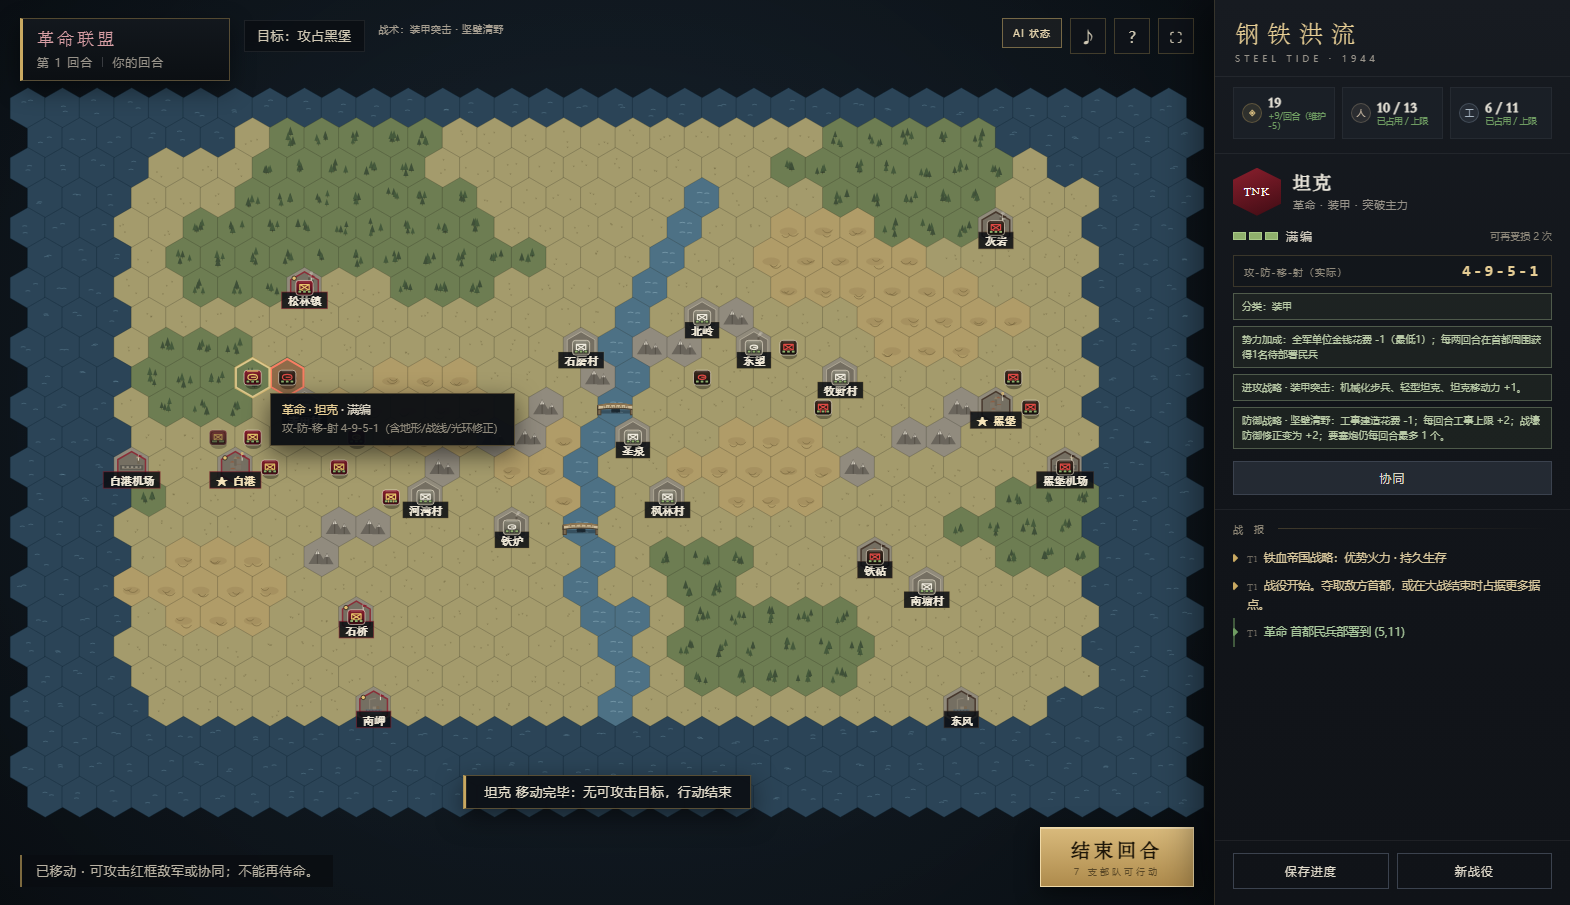 革命联盟
第 1 回合 | 你的回合
目标：攻占黑堡
战术：装甲突击 · 坚壁清野
AI 状态
♪
?
钢铁洪流
STEEL TIDE · 1944
19
+9/回合（维护
-5）
人
10 / 13
已占用 / 上限
工
6 / 11
已占用 / 上限
TNK
坦克
革命 · 装甲 · 突破主力
满编
可再受损 2 次
攻-防-移-射（实际）
4 - 9 - 5 - 1
分类：装甲
势力加成：全军单位金钱花费 -1（最低1）；每两回合在首都周围获
得1名待部署民兵
进攻战略 · 装甲突击：机械化步兵、轻型坦克、坦克移动力 +1。
防御战略 · 坚壁清野：工事建造花费 -1；每回合工事上限 +2；战壕
防御修正变为 +2；要塞炮仍每回合最多 1 个。
协同
战 报
T1 铁血帝国战略：优势火力 · 持久生存
T1 战役开始。夺取敌方首都，或在大战结束时占据更多据
点。
T1 革命 首都民兵部署到 (5,11)
保存进度
新战役
灰岩
松林镇
北岭
石磨村
东望
牧野村
革命 · 坦克 · 满编
攻-防-移-射 4-9-5-1（含地形/战线/光环修正）
★ 黑堡
圣泉
白港机场
★ 白港
黑堡机场
河湾村
枫林村
铁炉
铁砧
南塘村
石桥
南岬
东风
坦克 移动完毕：无可攻击目标，行动结束
已移动 · 可攻击红框敌军或协同；不能再待命。
结束回合
7 支部队可行动